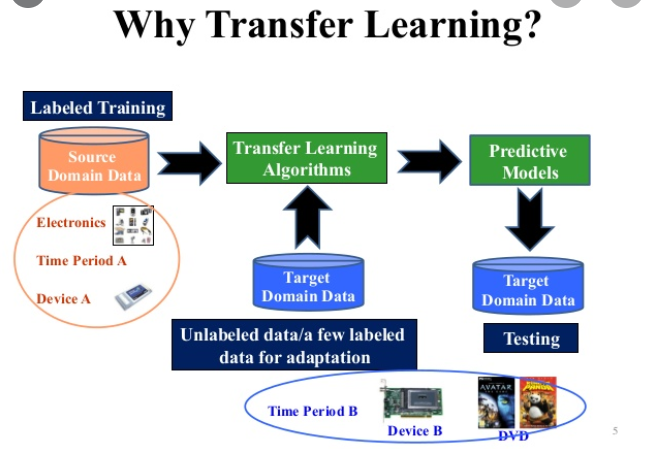 Why Transfer Learning?
Labeled Training
Source
Domain Data
Transfer Learning
Algorithms
Predictive
Models
Electronics
Time Period A
Device A
Target
Domain Data
Target
Domain Data
Unlabeled data/a few labeled
data for adaptation
Testing
Time Period B
Device B
AVATAR
PANDA
DVD
5